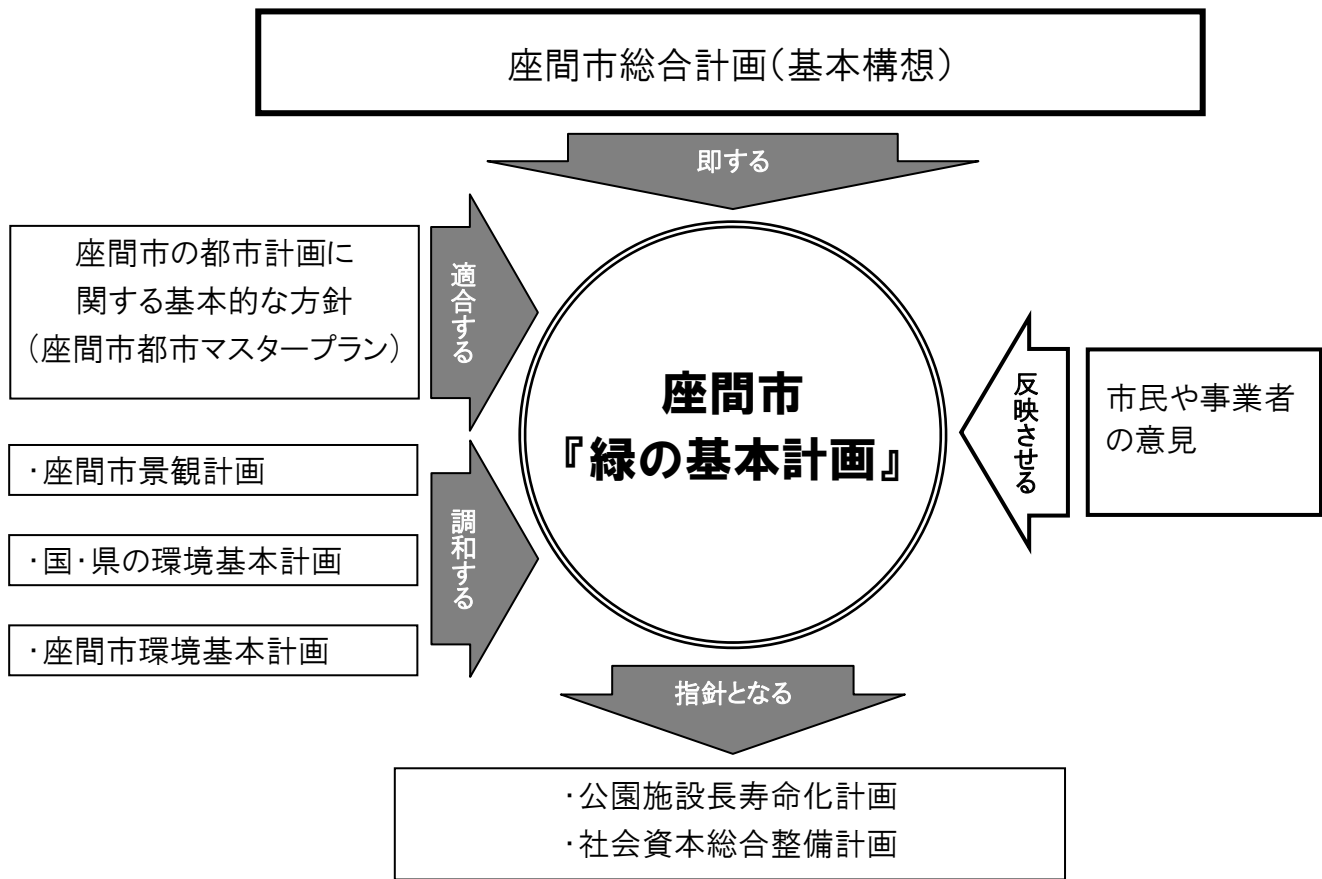 座間市総合計画(基本構想)
即する
座間市の都市計画に
関する基本的な方針
(座間市都市マスタープラン)
適合する
・座間市景観計画
・国・県の環境基本計画
・座間市環境基本計画
調和する
座間市
『緑の基本計画』
反映させる
市民や事業者
の意見
指針となる
・公園施設長寿命化計画
・社会資本総合整備計画